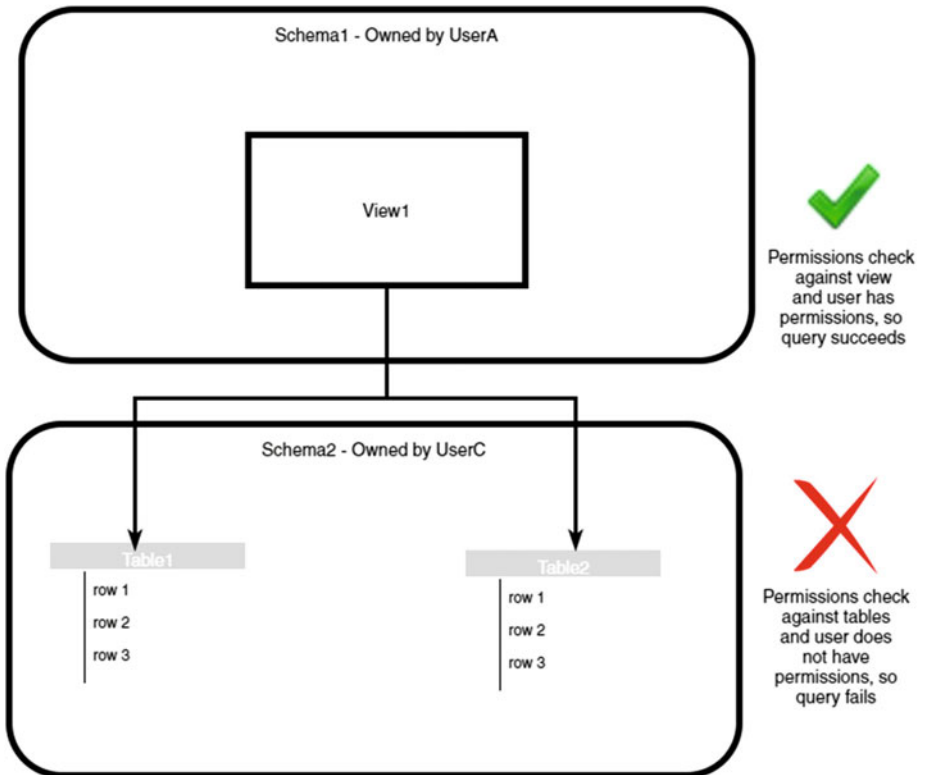 Schema1 - Owned by UserA
View1
Permissions check
against view
and user has
permissions, so
query succeeds
Schema2 - Owned by UserC
Table1
row 1
row 2
row 3
Table2
row 1
row 2
row 3
Permissions check
against tables
and user does
not have
permissions, so
query fails